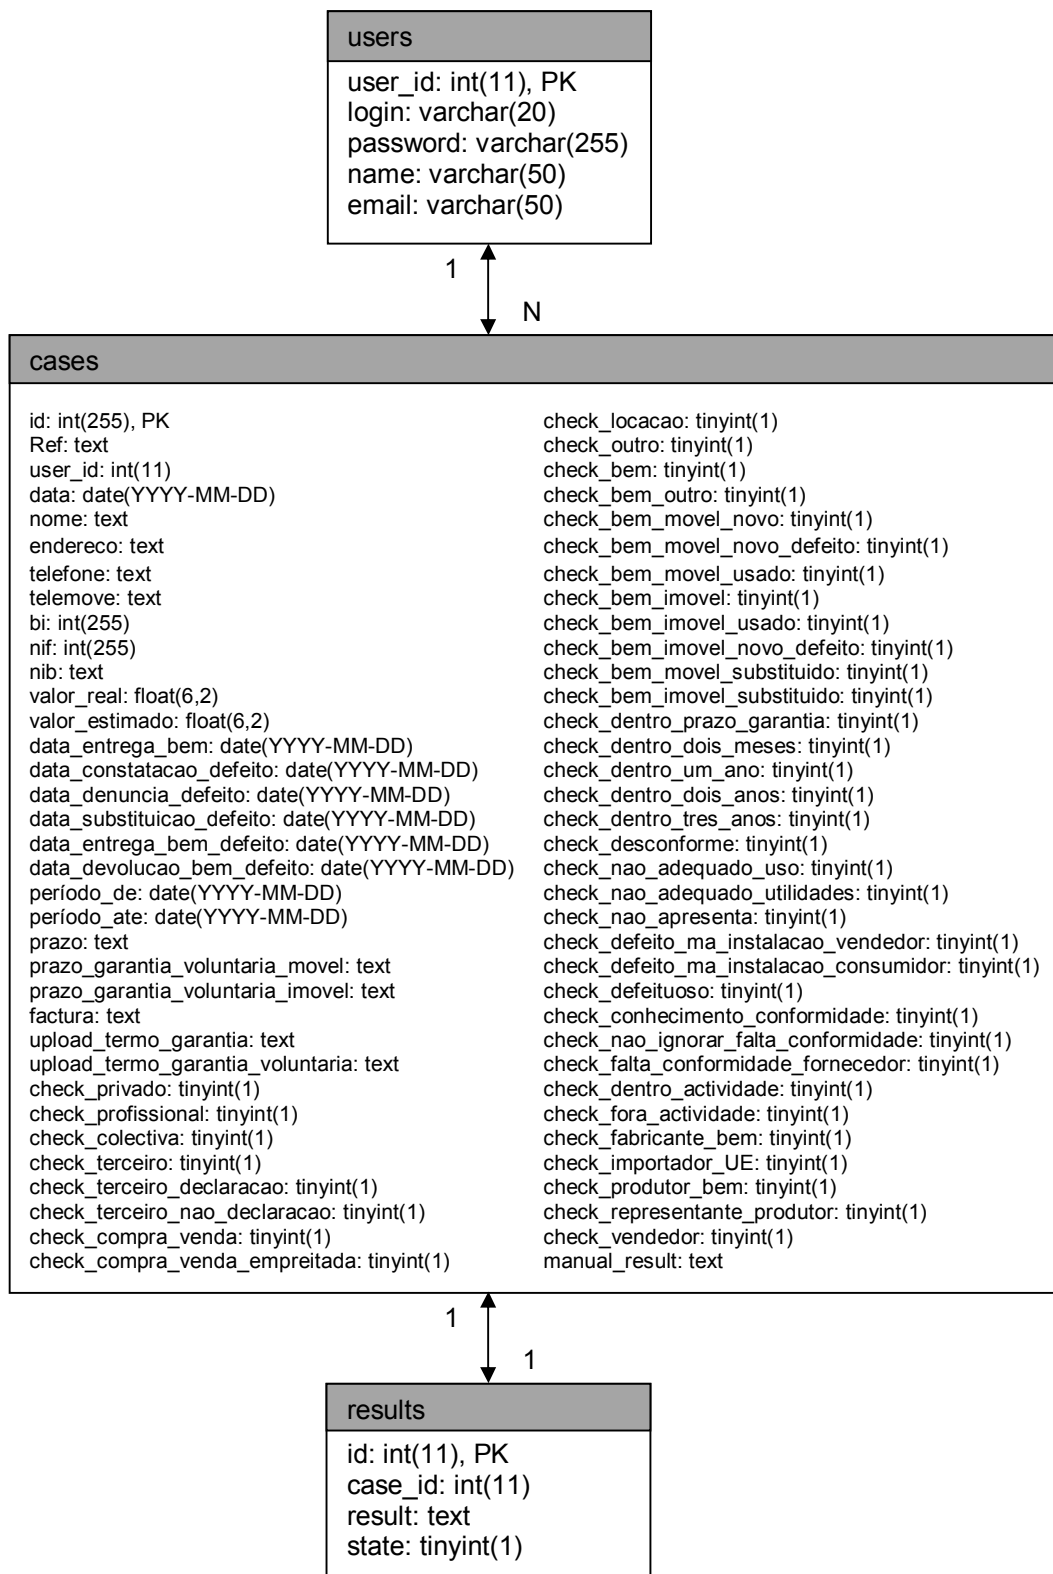 users
user_id: int(11), PK
login: varchar(20)
password: varchar(255)
name: varchar(50)
email: varchar(50)
1
N
cases
id: int(255), PK
Ref: text
user_id: int(11)
data: date(YYYY-MM-DD)
nome: text
endereco: text
telefone: text
telemove: text
bi: int(255)
nif: int(255)
nib: text
valor_real: float(6,2)
valor_estimado: float(6,2)
data_entrega_bem: date(YYYY-MM-DD)
data_constatacao_defeito: date(YYYY-MM-DD)
data_denuncia_defeito: date(YYYY-MM-DD)
data_substituicao_defeito: date(YYYY-MM-DD)
data_entrega_bem_defeito: date(YYYY-MM-DD)
data_devolucao_bem_defeito: date(YYYY-MM-DD)
período_de: date(YYYY-MM-DD)
período_ate: date(YYYY-MM-DD)
prazo: text
prazo_garantia_voluntaria_movel: text
prazo_garantia_voluntaria_imovel: text
factura: text
upload_termo_garantia: text
upload_termo_garantia_voluntaria: text
check_privado: tinyint(1)
check_profissional: tinyint(1)
check_colectiva: tinyint(1)
check_terceiro: tinyint(1)
check_terceiro_declaracao: tinyint(1)
check_terceiro_nao_declaracao: tinyint(1)
check_compra_venda: tinyint(1)
check_compra_venda_empreitada: tinyint(1)
check_locacao: tinyint(1)
check_outro: tinyint(1)
check_bem: tinyint(1)
check_bem_outro: tinyint(1)
check_bem_movel_novo: tinyint(1)
check_bem_movel_novo_defeito: tinyint(1)
check_bem_movel_usado: tinyint(1)
check_bem_imovel: tinyint(1)
check_bem_imovel_usado: tinyint(1)
check_bem_imovel_novo_defeito: tinyint(1)
check_bem_movel_substituido: tinyint(1)
check_bem_imovel_substituido: tinyint(1)
check_dentro_prazo_garantia: tinyint(1)
check_dentro_dois_meses: tinyint(1)
check_dentro_um_ano: tinyint(1)
check_dentro_dois_anos: tinyint(1)
check_dentro_tres_anos: tinyint(1)
check_desconforme: tinyint(1)
check_nao_adequado_uso: tinyint(1)
check_nao_adequado_utilidades: tinyint(1)
check_nao_apresenta: tinyint(1)
check_defeito_ma_instalacao_vendedor: tinyint(1)
check_defeito_ma_instalacao_consumidor: tinyint(1)
check_defeituoso: tinyint(1)
check_conhecimento_conformidade: tinyint(1)
check_nao_ignorar_falta_conformidade: tinyint(1)
check_falta_conformidade_fornecedor: tinyint(1)
check_dentro_actividade: tinyint(1)
check_fora_actividade: tinyint(1)
check_fabricante_bem: tinyint(1)
check_importador_UE: tinyint(1)
check_produtor_bem: tinyint(1)
check_representante_produtor: tinyint(1)
check_vendedor: tinyint(1)
manual_result: text
1
1
results
id: int(11), PK
case_id: int(11)
result: text
state: tinyint(1)